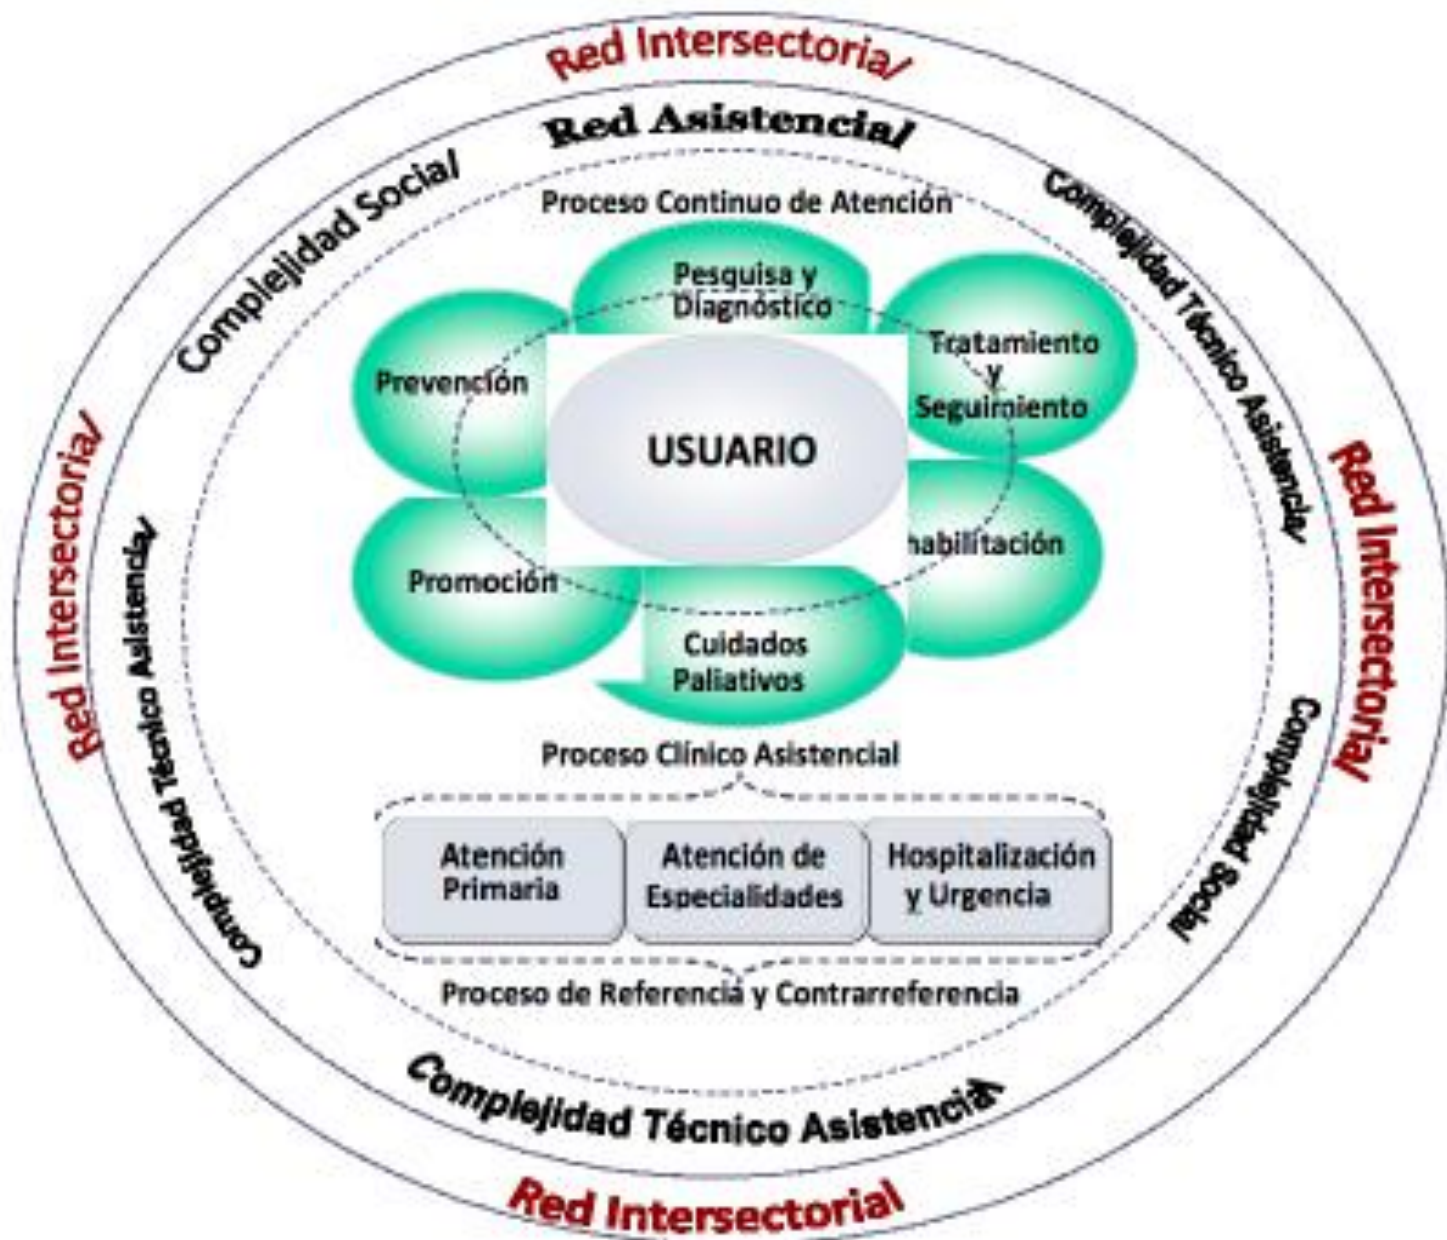 Red Intersectorial
Red Asistencial
Complejidad Social
Complejidad Técnico Asistencial
Proceso Continuo de Atención
Pesquisa y
Diagnóstico
Prevención
Tratamiento
y
Seguimiento
USUARIO
Promoción
habilitación
Cuidados
Paliativos
Red Intersectorial
Complejidad Técnico Asistencial
Red Intersectorial
Complejidad Social
Proceso Clínico Asistencial
Atención
Primaria
Atención de
Especialidades
Hospitalización
y Urgencia
Proceso de Referencia y Contrarreferencia
Complejidad Técnico Asistencial
Red Intersectorial